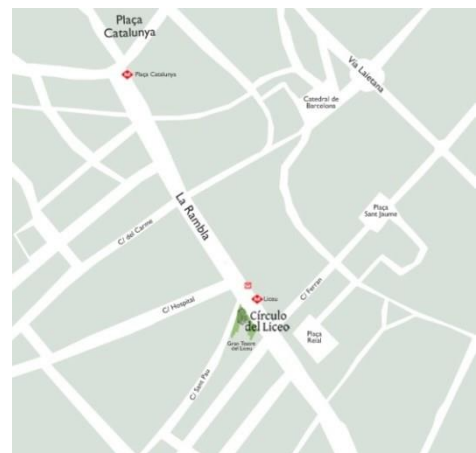 Plaça
Catalunya
Plaça Catalunya
Via Laietana
Catedral de
Barcelona
La Rambla
Plaça
Sant Jaume
C/ del Carme
C/ Hospital
Liceu
C/ Ferran
Círculo
del Liceo
Gran Teatre
del Liceu
Plaça
Reial
C/ Sant Pau